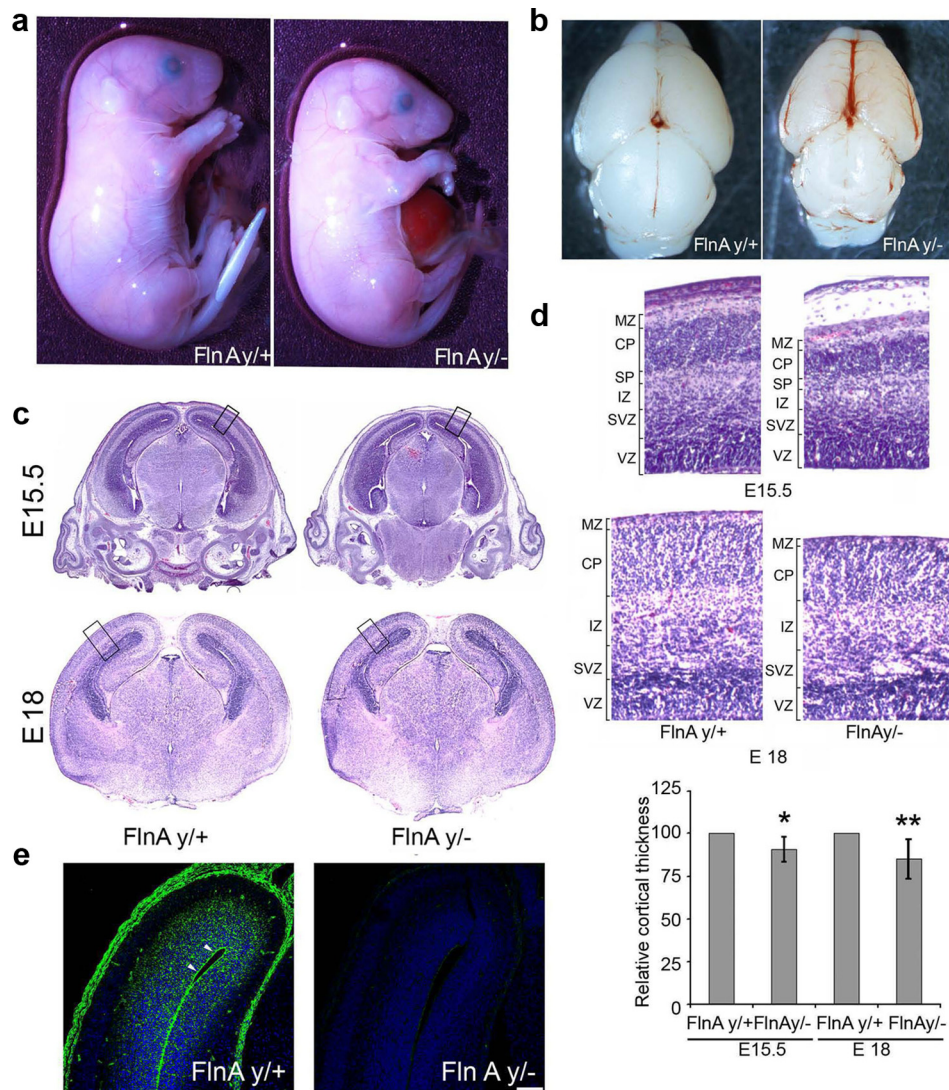 a
FlnAy/+
FlnAy/-
b
FlnA y/+
FlnA y/-
c
E15.5
E 18
FlnA y/+
FlnA y/-
d
MZ
CP
SP
IZ
SVZ
VZ
MZ
CP
SP
IZ
SVZ
VZ
E15.5
MZ
CP
IZ
SVZ
VZ
MZ
CP
IZ
SVZ
VZ
FlnA y/+
FlnAy/-
E 18
Relative cortical thickness
125
100
75
50
25
0
*
**
FlnA y/+ FlnAy/- FlnA y/+ FlnAy/-
E15.5 E 18
e
FlnA y/+
Fln A y/-